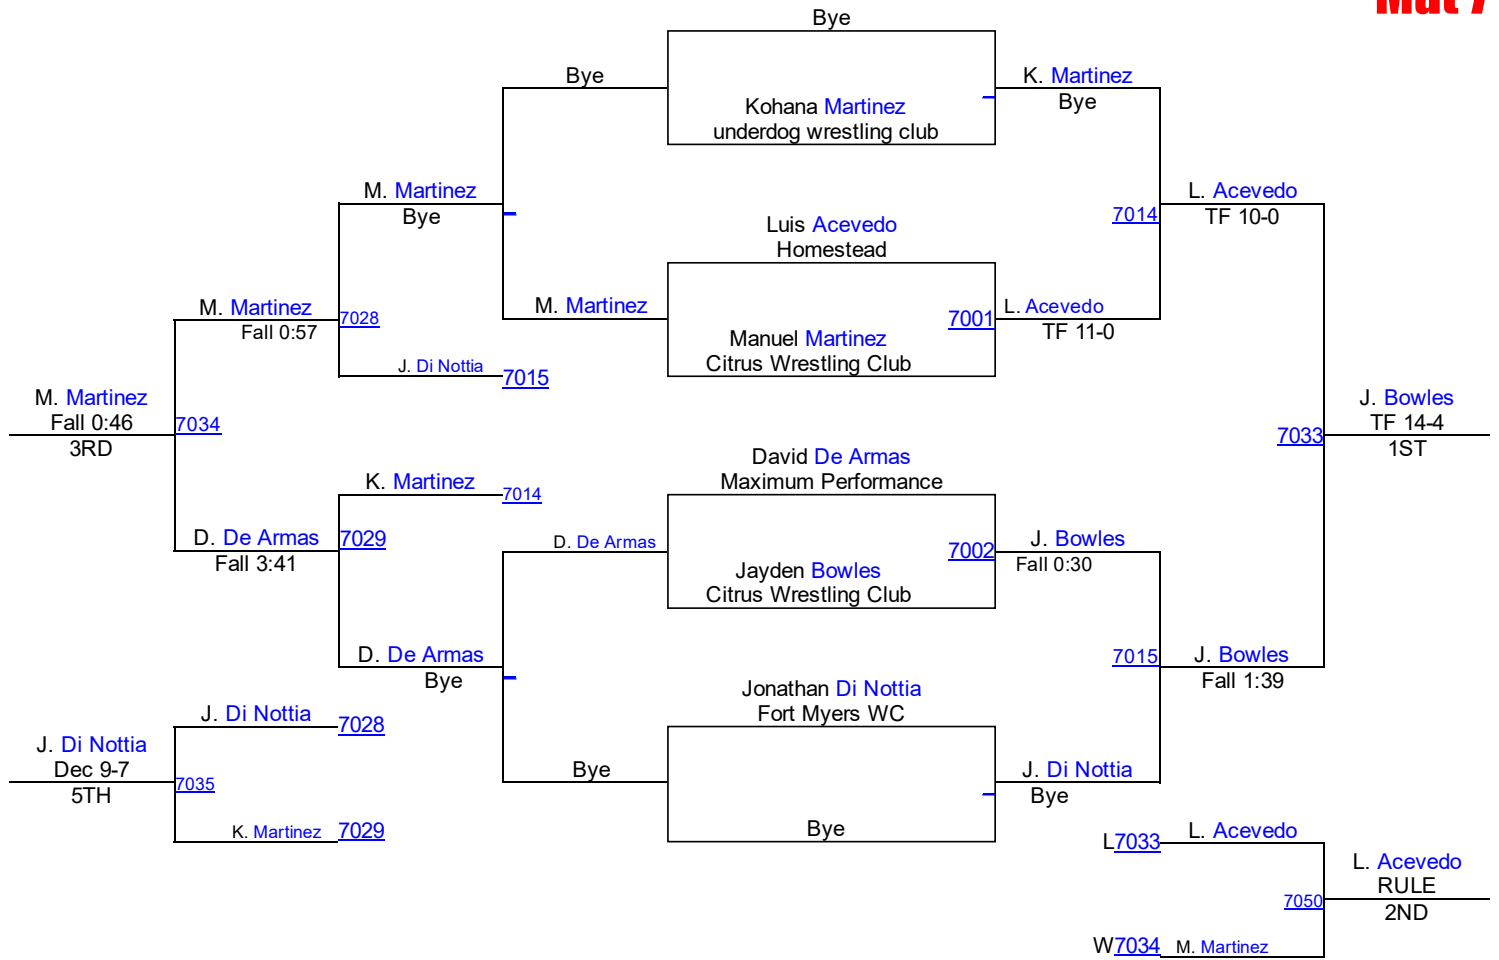 Mat 7
Bye
Bye
Kohana Martinez
underdog wrestling club
K. Martinez
Bye
M. Martinez
Bye
Luis Acevedo
Homestead
7014
L. Acevedo
TF 10-0
M. Martinez
Manuel Martinez
Citrus Wrestling Club
7001
L. Acevedo
TF 11-0
M. Martinez
Fall 0:57
7028
J. Di Nottia
7015
M. Martinez
Fall 0:46
3RD
7034
7033
J. Bowles
TF 14-4
1ST
David De Armas
Maximum Performance
K. Martinez
7014
D. De Armas
Fall 3:41
7029
D. De Armas
Jayden Bowles
Citrus Wrestling Club
7002
J. Bowles
Fall 0:30
D. De Armas
Bye
7015
J. Bowles
Fall 1:39
Jonathan Di Nottia
Fort Myers WC
J. Di Nottia
7028
J. Di Nottia
Dec 9-7
5TH
7035
K. Martinez
7029
Bye
Bye
J. Di Nottia
Bye
L7033
L. Acevedo
7050
L. Acevedo
RULE
2ND
W7034
M. Martinez